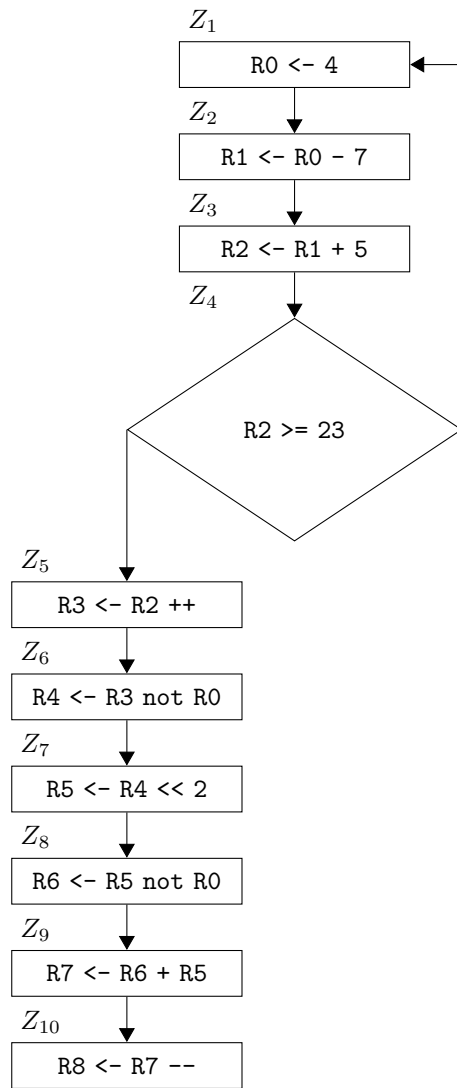 Z1
R0 <- 4
Z2
R1 <- R0 - 7
Z3
R2 <- R1 + 5
Z4
R2 >= 23
Z5
R3 <- R2 ++
Z6
R4 <- R3 not R0
Z7
R5 <- R4 << 2
Z8
R6 <- R5 not R0
Z9
R7 <- R6 + R5
Z10
R8 <- R7 --